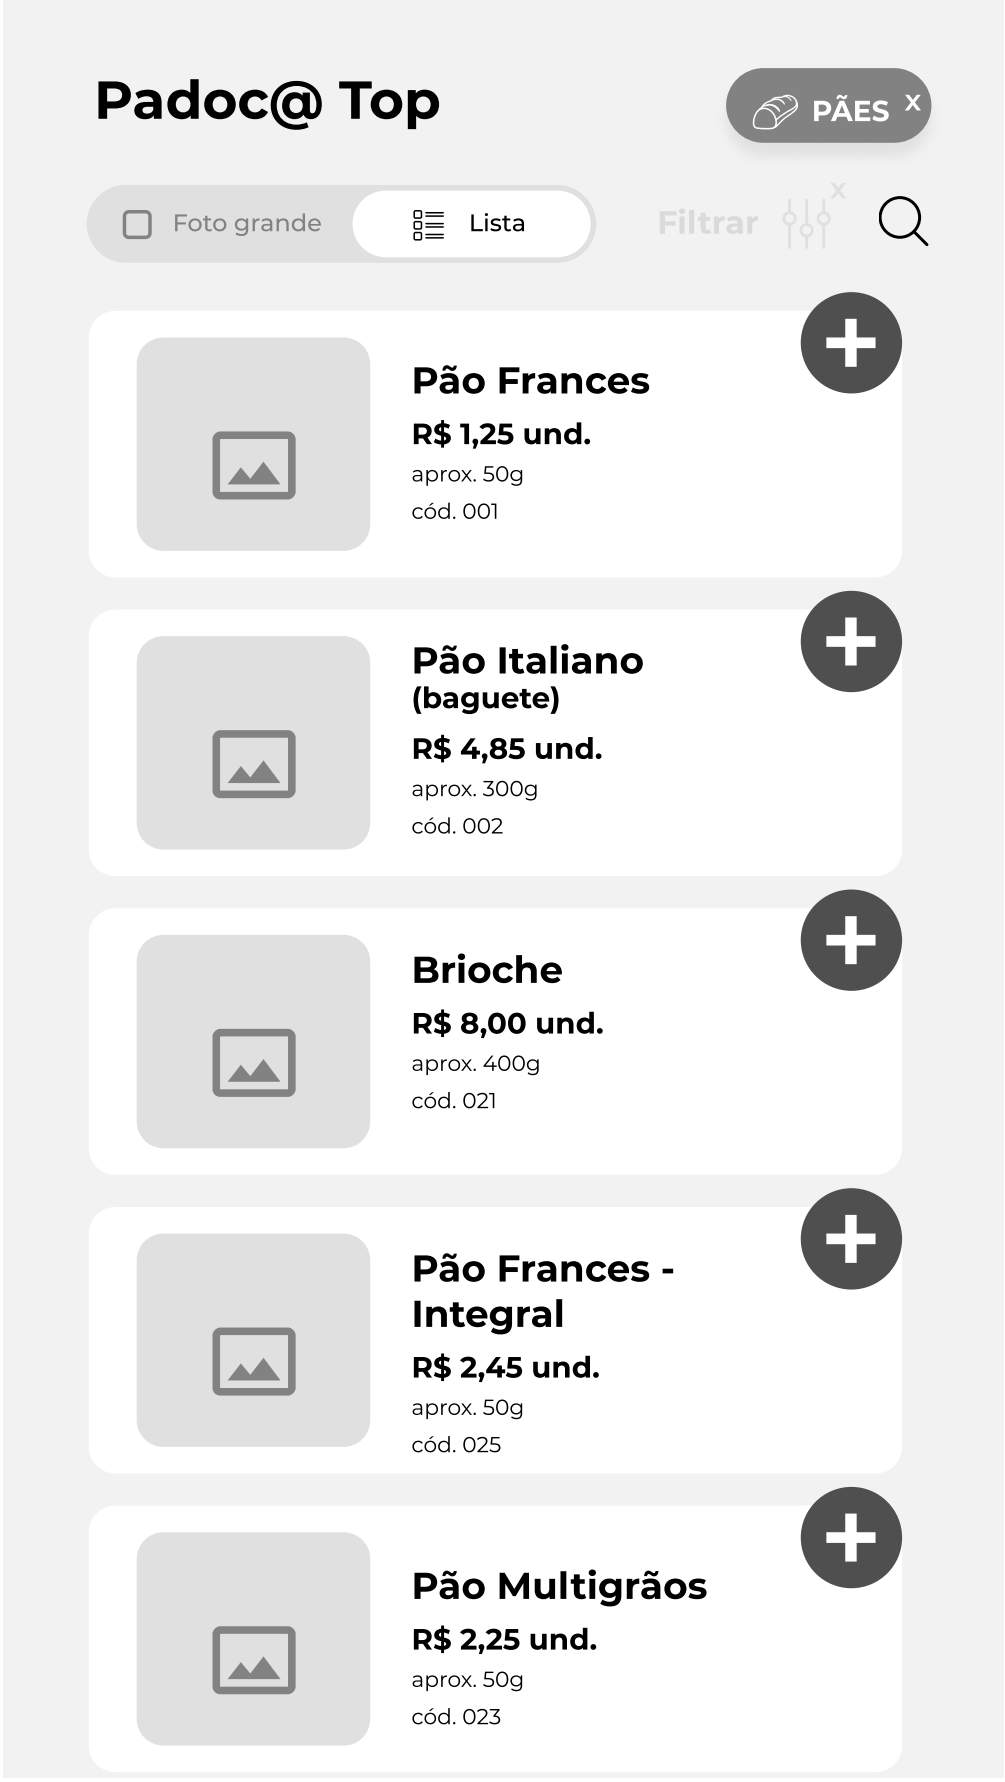 Padoc@ Top
PÃES X
Foto grande
Lista
Filtrar X
Pão Frances
R$ 1,25 und.
aprox. 50g
cód. 001
Pão Italiano
(baguete)
R$ 4,85 und.
aprox. 300g
cód. 002
Brioche
R$ 8,00 und.
aprox. 400g
cód. 021
Pão Frances -
Integral
R$ 2,45 und.
aprox. 50g
cód. 025
Pão Multigrãos
R$ 2,25 und.
aprox. 50g
cód. 023